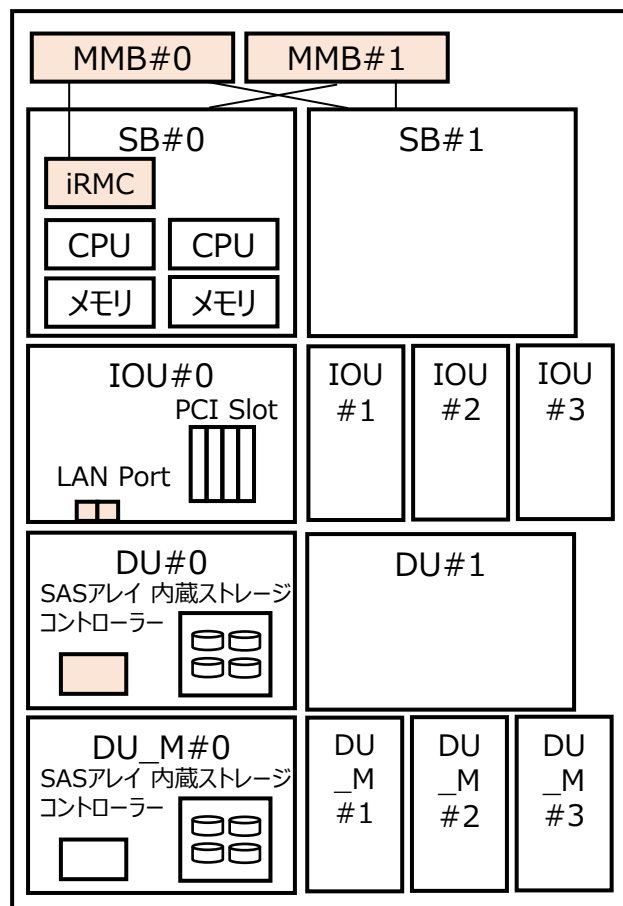 MMB#0
MMB#1
SB#0
SB#1
iRMC
CPU
CPU
メモリ
メモリ
IOU#0
PCI Slot
LAN Port
IOU
#1
IOU
#2
IOU
#3
DU#0
SASアレイ 内蔵ストレージ
コントローラー
DU#1
DU_M#0
SASアレイ 内蔵ストレージ
コントローラー
DU
_M
#1
DU
_M
#2
DU
_M
#3